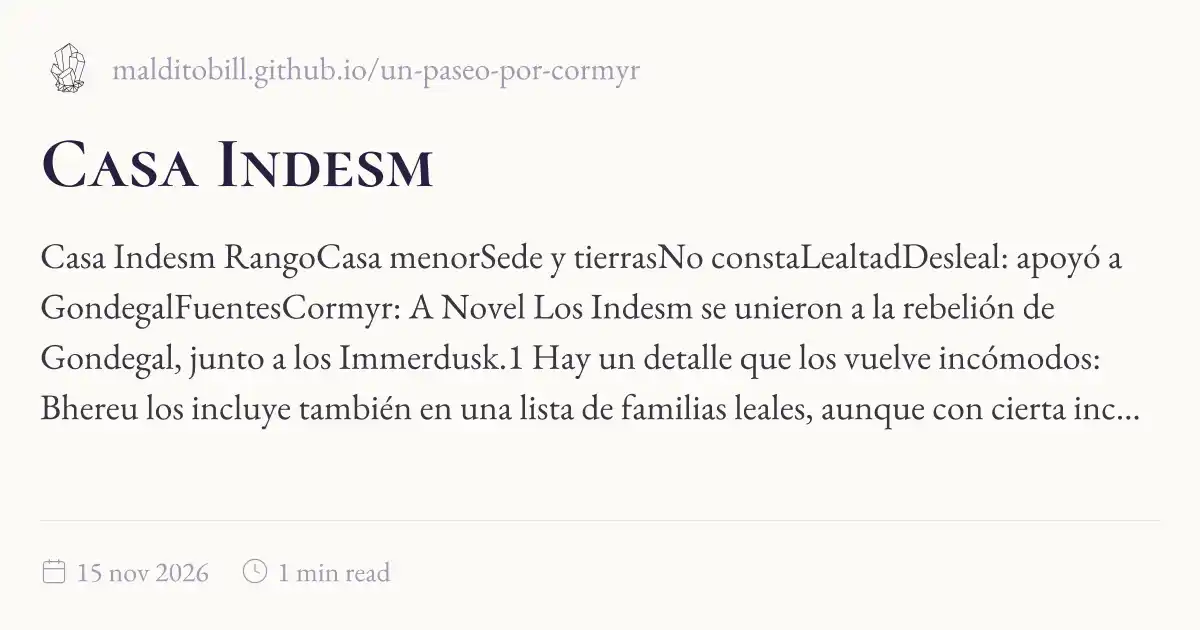 malditobill.github.io/un-paseo-por-cormyr
Casa Indesm
Casa Indesm RangoCasa menorSede y tierrasNo constaLealtadDesleal: apoyó a
GondegalFuentesCormyr: A Novel Los Indesm se unieron a la rebelión de
Gondegal, junto a los Immerdusk.1 Hay un detalle que los vuelve incómodos:
Bhereu los incluye también en una lista de familias leales, aunque con cierta inc...
15 nov 2026
1 min read